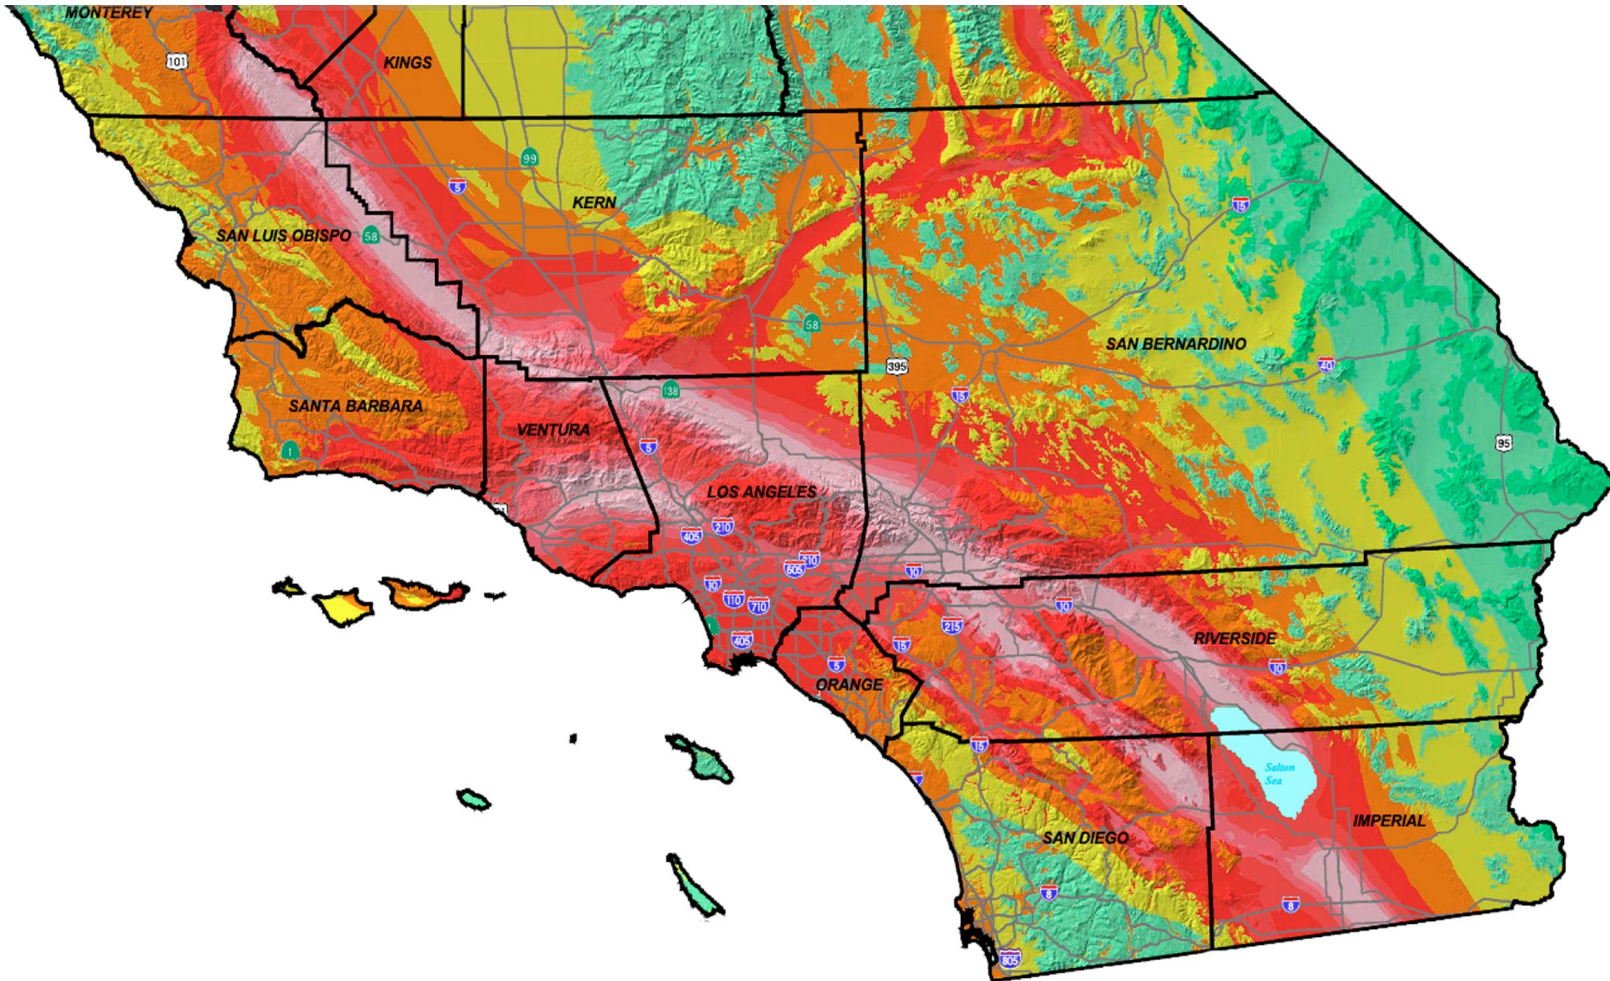 MONTEREY
101
KINGS
99
5
KERN
15
SAN LUIS OBISPO
58
58
SAN BERNARDINO
395
40
138
15
SANTA BARBARA
VENTURA
1
5
95
LOS ANGELES
210
405
210
605
10
10
110
710
10
215
405
15
RIVERSIDE
5
10
ORANGE
15
Salton
Sea
IMPERIAL
SAN DIEGO
8
8
805